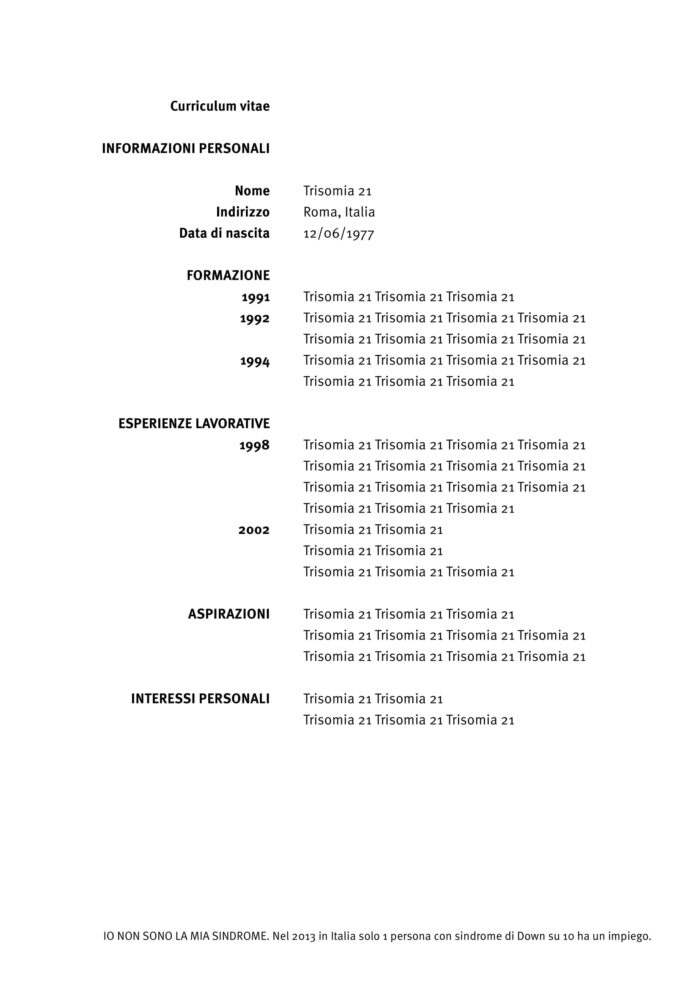 Curriculum vitae
INFORMAZIONI PERSONALI
Nome Trisomia 21
Indirizzo Roma, Italia
Data di nascita 12/06/1977
FORMAZIONE
1991 Trisomia 21 Trisomia 21 Trisomia 21
1992 Trisomia 21 Trisomia 21 Trisomia 21 Trisomia 21
Trisomia 21 Trisomia 21 Trisomia 21 Trisomia 21
1994 Trisomia 21 Trisomia 21 Trisomia 21 Trisomia 21
Trisomia 21 Trisomia 21 Trisomia 21
ESPERIENZE LAVORATIVE
1998 Trisomia 21 Trisomia 21 Trisomia 21 Trisomia 21
Trisomia 21 Trisomia 21 Trisomia 21 Trisomia 21
Trisomia 21 Trisomia 21 Trisomia 21 Trisomia 21
Trisomia 21 Trisomia 21 Trisomia 21
2002 Trisomia 21 Trisomia 21
Trisomia 21 Trisomia 21
Trisomia 21 Trisomia 21 Trisomia 21
ASPIRAZIONI Trisomia 21 Trisomia 21 Trisomia 21
Trisomia 21 Trisomia 21 Trisomia 21 Trisomia 21
Trisomia 21 Trisomia 21 Trisomia 21 Trisomia 21
INTERESSI PERSONALI Trisomia 21 Trisomia 21
Trisomia 21 Trisomia 21 Trisomia 21
IO NON SONO LA MIA SINDROME. Nel 2013 in Italia solo 1 persona con sindrome di Down su 10 ha un impiego.